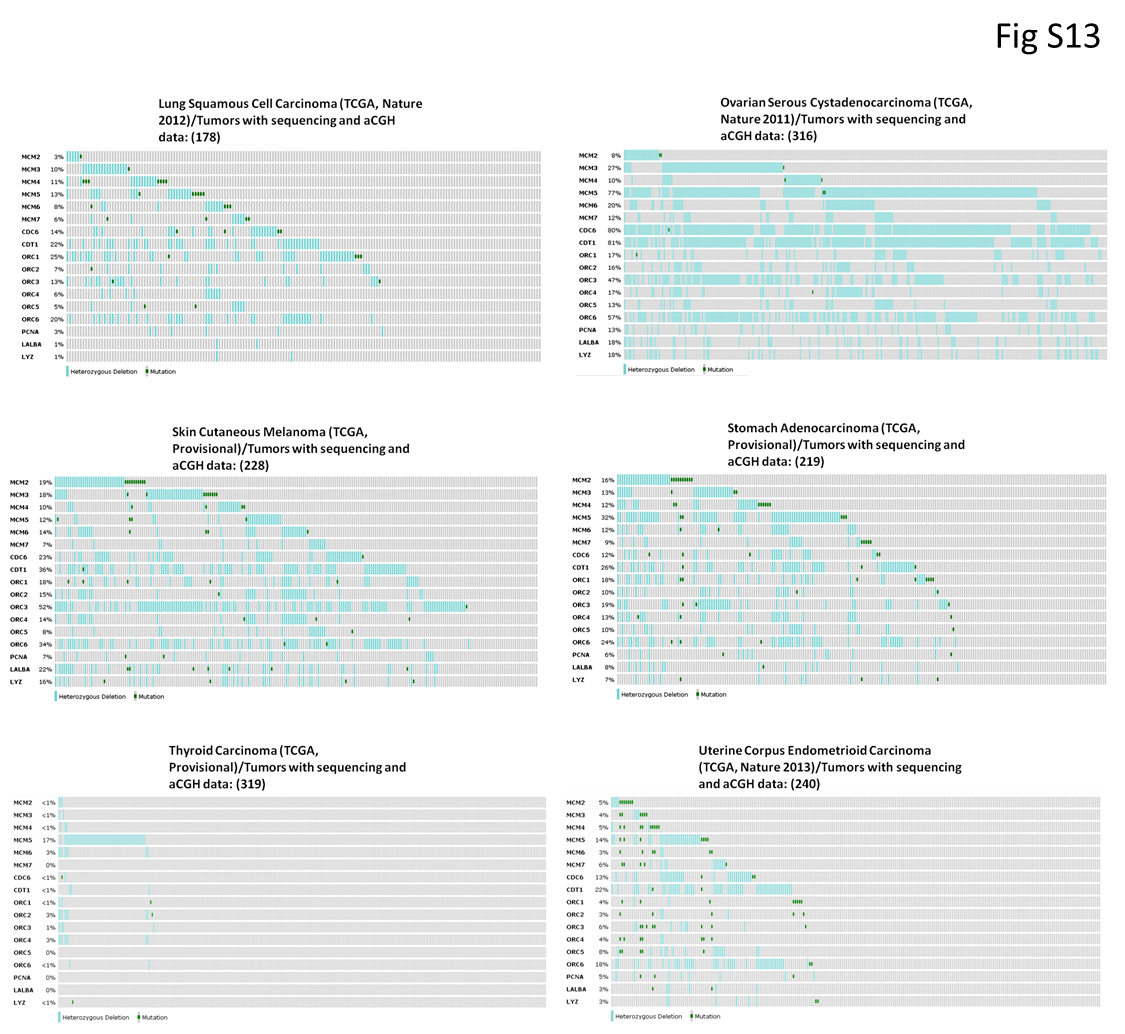 Fig S13
Lung Squamous Cell Carcinoma (TCGA, Nature
2012)/Tumors with sequencing and aCGH
data: (178)
MCM2 3%
MCM3 10%
MCM4 11%
MCM5 13%
MCM6 8%
MCM7 6%
CDC6 14%
CDT1 22%
ORC1 25%
ORC2 7%
ORC3 13%
ORC4 6%
ORC5 5%
ORC6 20%
PCNA 3%
LALBA 1%
LYZ 1%
Heterozygous Deletion Mutation
Ovarian Serous Cystadenocarcinoma (TCGA,
Nature 2011)/Tumors with sequencing and
aCGH data: (316)
MCM2 8%
MCM3 27%
MCM4 10%
MCM5 77%
MCM6 20%
MCM7 12%
CDC6 80%
CDT1 81%
ORC1 17%
ORC2 16%
ORC3 47%
ORC4 17%
ORC5 13%
ORC6 57%
PCNA 13%
LALBA 18%
LYZ 18%
Heterozygous Deletion Mutation
Skin Cutaneous Melanoma (TCGA,
Provisional)/Tumors with sequencing and
aCGH data: (228)
MCM2 19%
MCM3 18%
MCM4 10%
MCM5 12%
MCM6 14%
MCM7 7%
CDC6 23%
CDT1 36%
ORC1 18%
ORC2 15%
ORC3 52%
ORC4 14%
ORC5 8%
ORC6 34%
PCNA 7%
LALBA 22%
LYZ 16%
Heterozygous Deletion Mutation
Stomach Adenocarcinoma (TCGA,
Provisional)/Tumors with sequencing and
aCGH data: (219)
MCM2 16%
MCM3 13%
MCM4 12%
MCM5 32%
MCM6 12%
MCM7 9%
CDC6 12%
CDT1 26%
ORC1 18%
ORC2 10%
ORC3 19%
ORC4 13%
ORC5 10%
ORC6 24%
PCNA 6%
LALBA 8%
LYZ 7%
Heterozygous Deletion Mutation
Thyroid Carcinoma (TCGA,
Provisional)/Tumors with sequencing and
aCGH data: (319)
MCM2 <1%
MCM3 <1%
MCM4 <1%
MCM5 17%
MCM6 3%
MCM7 0%
CDC6 <1%
CDT1 <1%
ORC1 <1%
ORC2 3%
ORC3 1%
ORC4 3%
ORC5 0%
ORC6 <1%
PCNA 0%
LALBA 0%
LYZ <1%
Heterozygous Deletion Mutation
Uterine Corpus Endometrioid Carcinoma
(TCGA, Nature 2013)/Tumors with sequencing
and aCGH data: (240)
MCM2 5%
MCM3 4%
MCM4 5%
MCM5 14%
MCM6 3%
MCM7 6%
CDC6 13%
CDT1 22%
ORC1 4%
ORC2 3%
ORC3 6%
ORC4 4%
ORC5 8%
ORC6 18%
PCNA 5%
LALBA 3%
LYZ 3%
Heterozygous Deletion Mutation